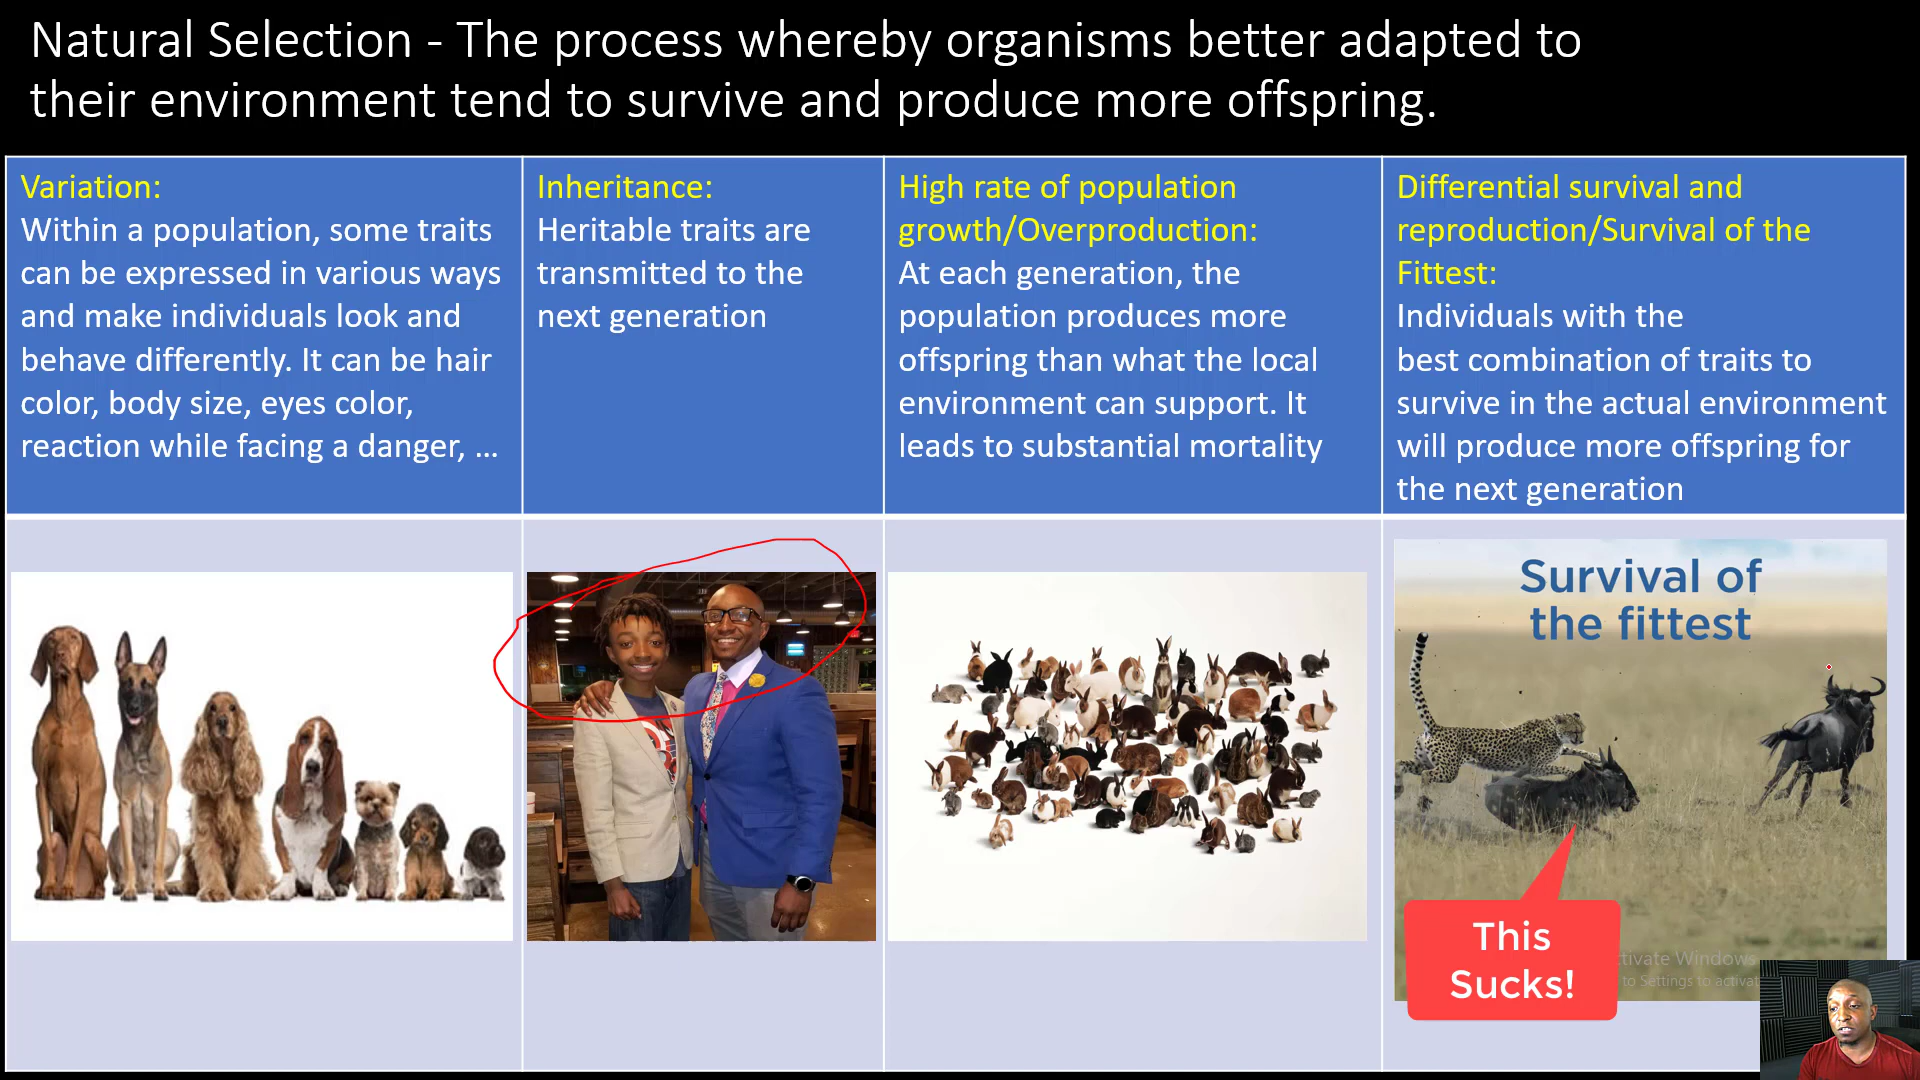 Natural Selection - The process whereby organisms better adapted to
their environment tend to survive and produce more offspring.
Variation:
Within a population, some traits
can be expressed in various ways
and make individuals look and
behave differently. It can be hair
color, body size, eyes color,
reaction while facing a danger, ...
Inheritance:
Heritable traits are
transmitted to the
next generation
High rate of population
growth/Overproduction:
At each generation, the
population produces more
offspring than what the local
environment can support. It
leads to substantial mortality
Differential survival and
reproduction/Survival of the
Fittest:
Individuals with the
best combination of traits to
survive in the actual environment
will produce more offspring for
the next generation
Survival of
the fittest
This
Sucks!
Windows
to Settings to